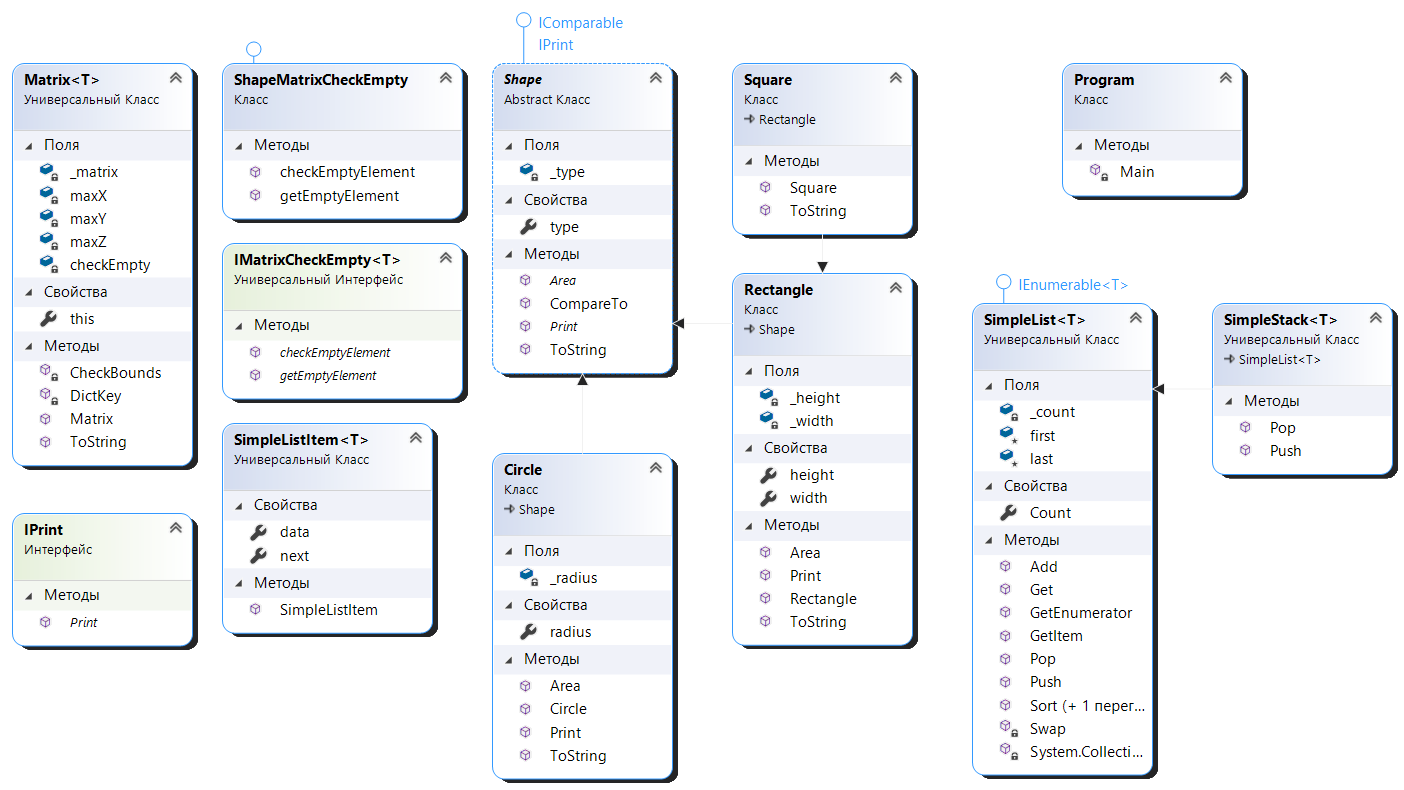 Matrix<T>
Универсальный Класс
Поля
_matrix
maxX
maxY
maxZ
checkEmpty
Свойства
this
Методы
CheckBounds
DictKey
Matrix
ToString
IPrint
Интерфейс
Методы
Print
ShapeMatrixCheckEmpty
Класс
Методы
checkEmptyElement
getEmptyElement
IMatrixCheckEmpty<T>
Универсальный Интерфейс
Методы
checkEmptyElement
getEmptyElement
SimpleListItem<T>
Универсальный Класс
Свойства
data
next
Методы
SimpleListItem
IComparable
IPrint
Shape
Abstract Класс
Поля
_type
Свойства
type
Методы
Area
CompareTo
Print
ToString
Circle
Класс
Shape
Поля
_radius
Свойства
radius
Методы
Area
Circle
Print
ToString
Square
Класс
Rectangle
Методы
Square
ToString
Rectangle
Класс
Shape
Поля
_height
_width
Свойства
height
width
Методы
Area
Print
Rectangle
ToString
Program
Класс
Методы
Main
IEnumerable<T>
SimpleList<T>
Универсальный Класс
Поля
_count
first
last
Свойства
Count
Методы
Add
Get
GetEnumerator
GetItem
Pop
Push
Sort (+ 1 перег...
Swap
System.Collecti...
SimpleStack<T>
Универсальный Класс
SimpleList<T>
Методы
Pop
Push